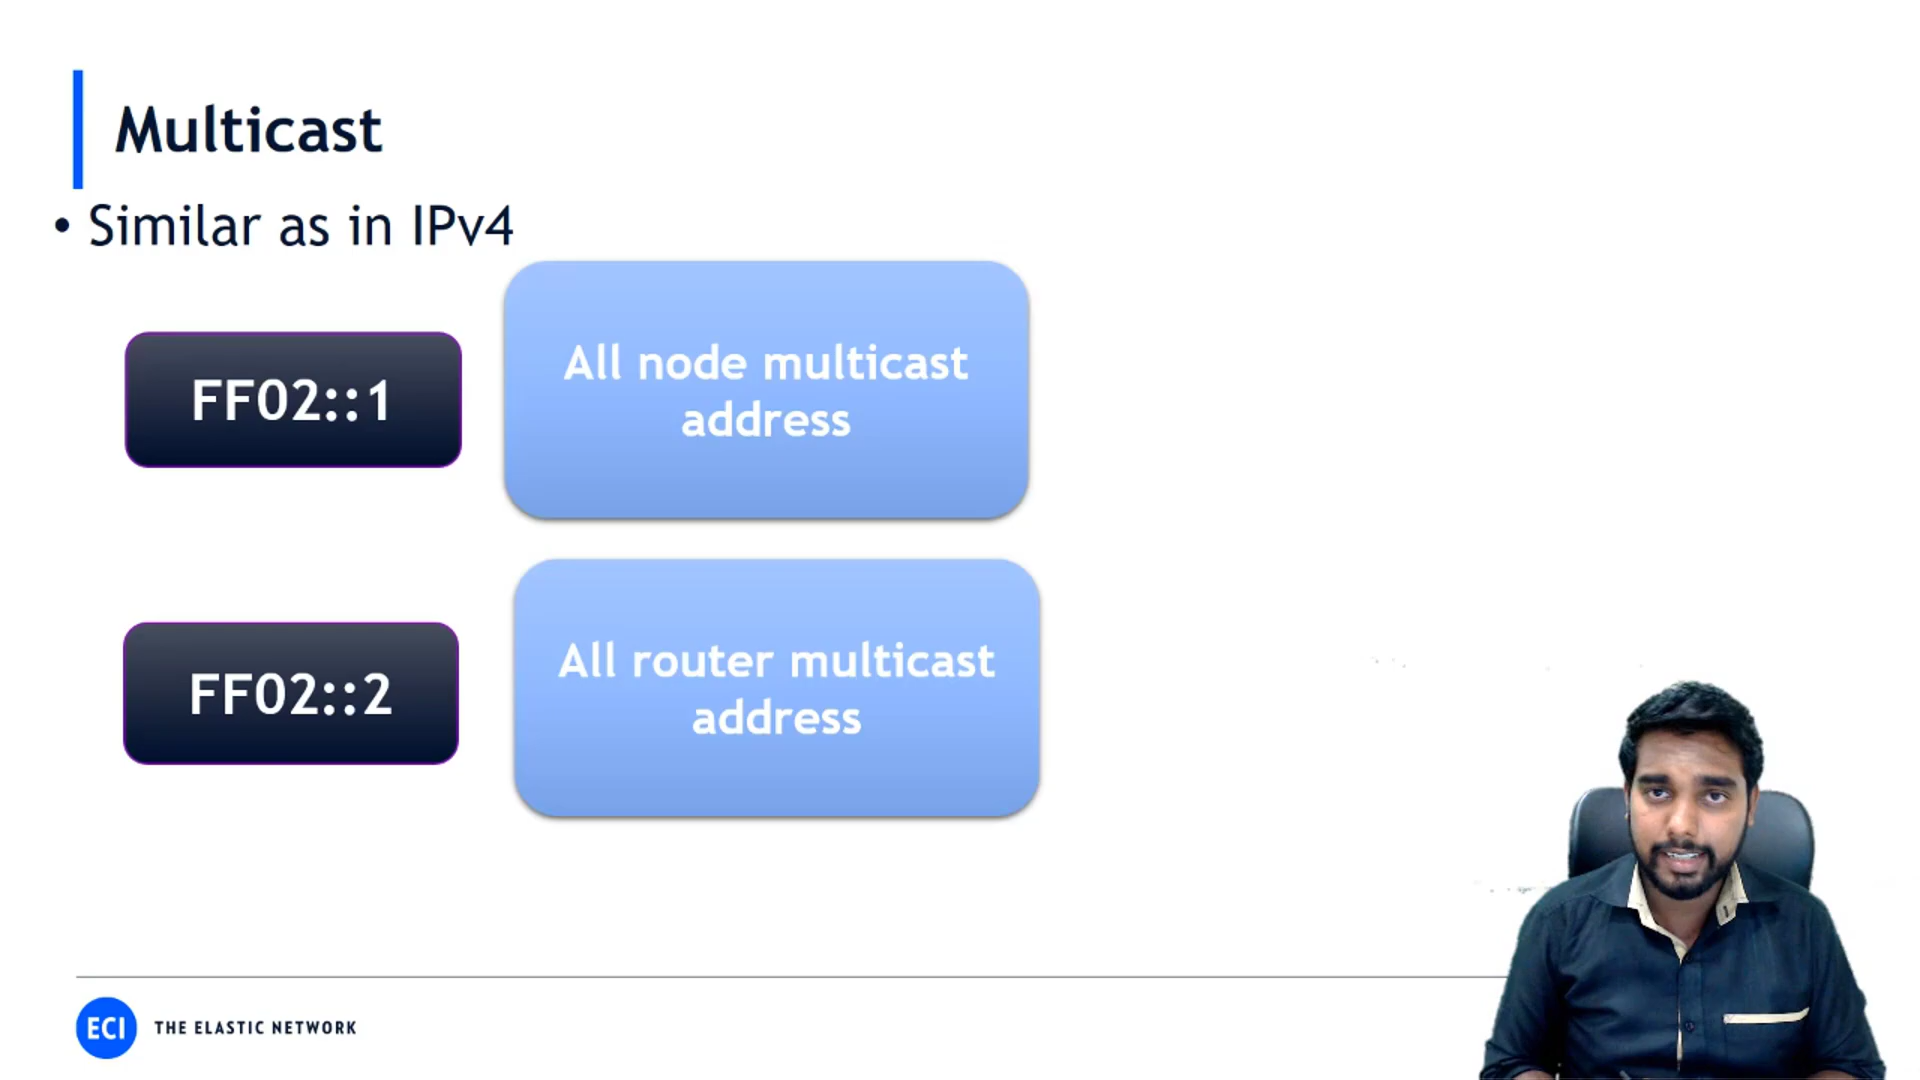 Multicast
• Similar as in IPv4
FF02::1
All node multicast
address
FF02::2
All router multicast
address
ECI THE ELASTIC NETWORK